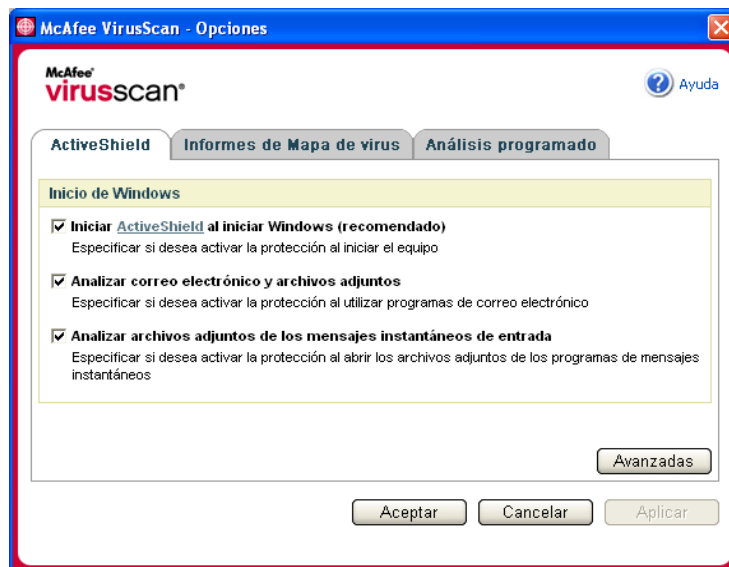 McAfee VirusScan - Opciones
McAfee®
virusscan®
Ayuda
ActiveShield
Informes de Mapa de virus
Análisis programado
Inicio de Windows
Iniciar ActiveShield al iniciar Windows (recomendado)
Especificar si desea activar la protección al iniciar el equipo
Analizar correo electrónico y archivos adjuntos
Especificar si desea activar la protección al utilizar programas de correo electrónico
Analizar archivos adjuntos de los mensajes instantáneos de entrada
Especificar si desea activar la protección al abrir los archivos adjuntos de los programas de mensajes
instantáneos
Avanzadas
Aceptar
Cancelar
Aplicar